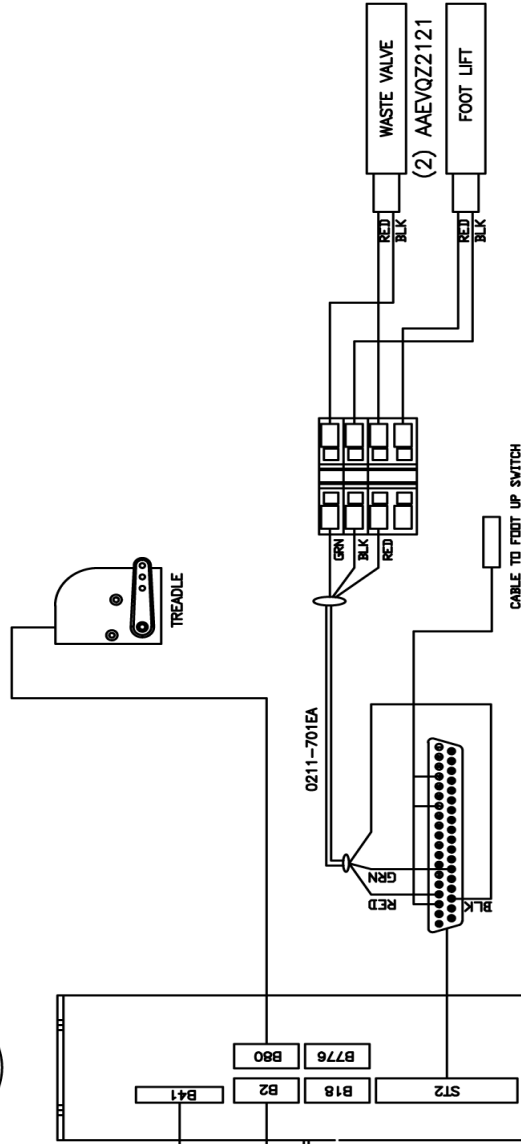 WASTE VALVE
(2) AAEVQZ2121
FOOT LIFT
RED
BLK
RED
BLK
GRN
BLK
RED
CABLE TO FOOT UP SWITCH
TREADLE
0211-701EA
GRN
RED
BLK
B80
B776
B41
B2
B18
ST2